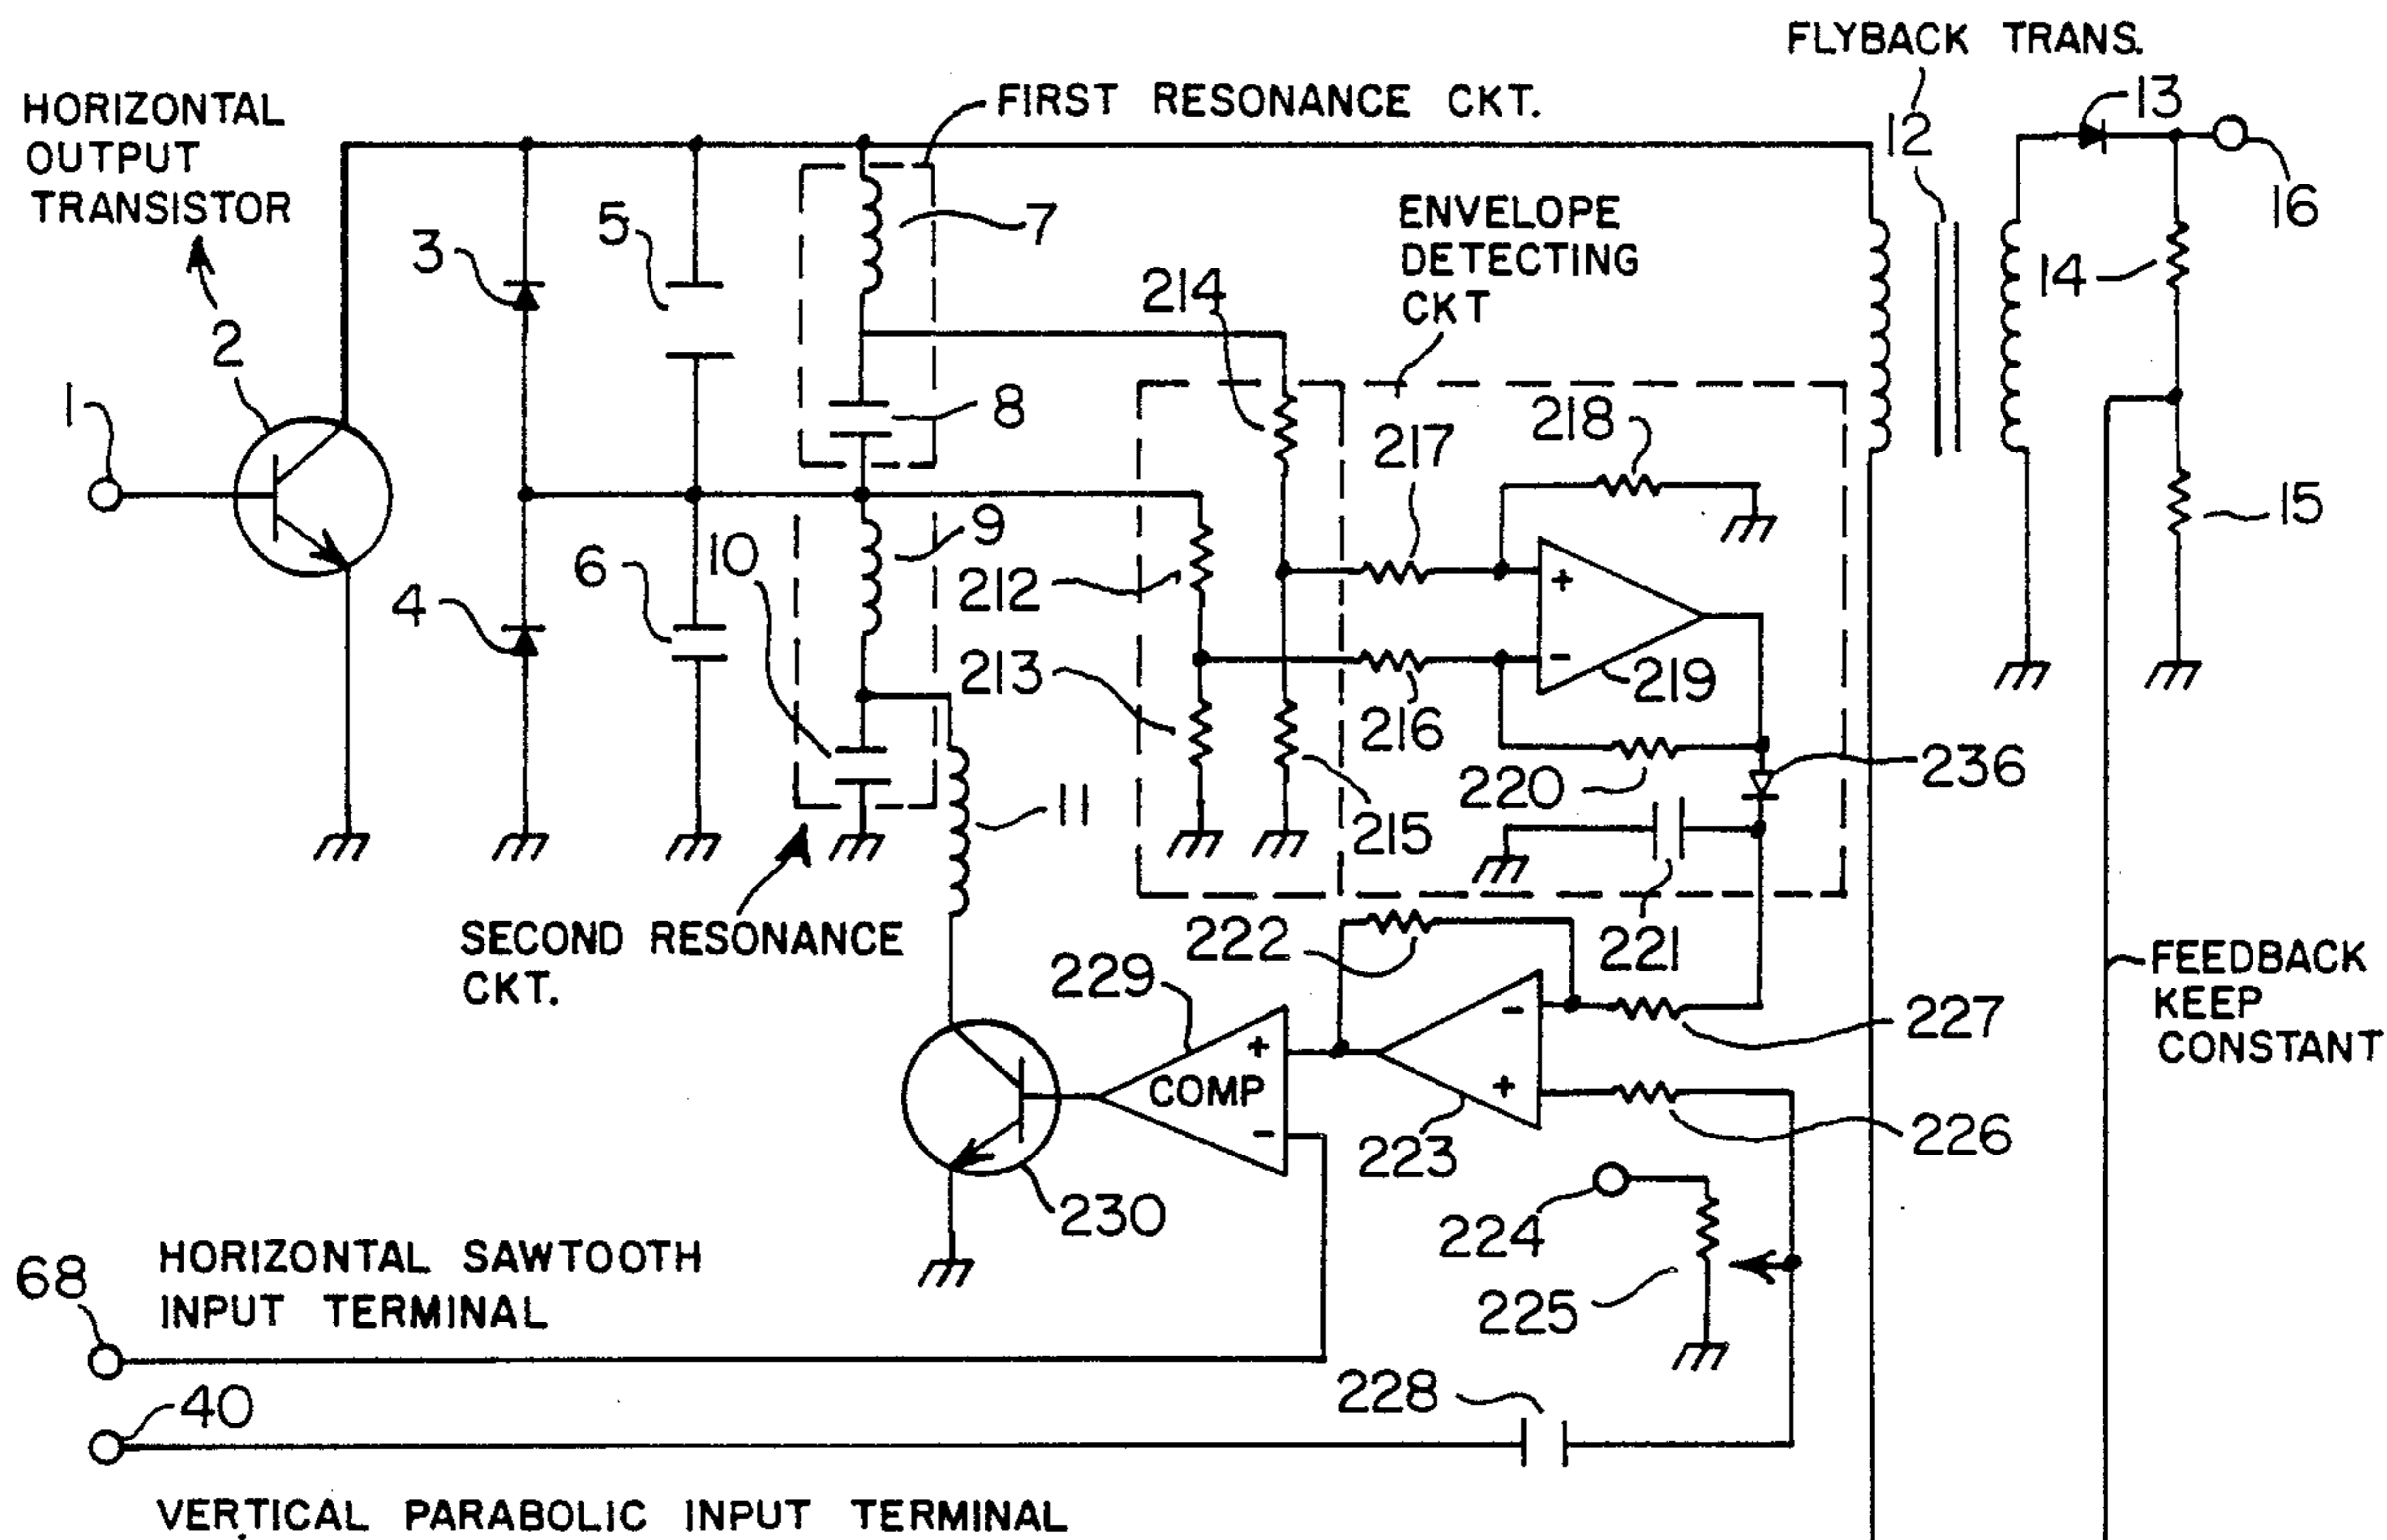 FLYBACK TRANS.
HORIZONTAL
OUTPUT
TRANSISTOR
FIRST RESONANCE CKT.
13
12
16
3
5
7
ENVELOPE
DETECTING
CKT
214
14
2
1
8
217
218
15
4
6
10
9
212
+
-
213
219
216
220
236
11
215
SECOND RESONANCE
CKT.
222
221
229
-
227
FEEDBACK
KEEP
CONSTANT
+
COMP
-
+
223
226
230
224
225
68
HORIZONTAL SAWTOOTH
INPUT TERMINAL
228
40
VERTICAL PARABOLIC INPUT TERMINAL